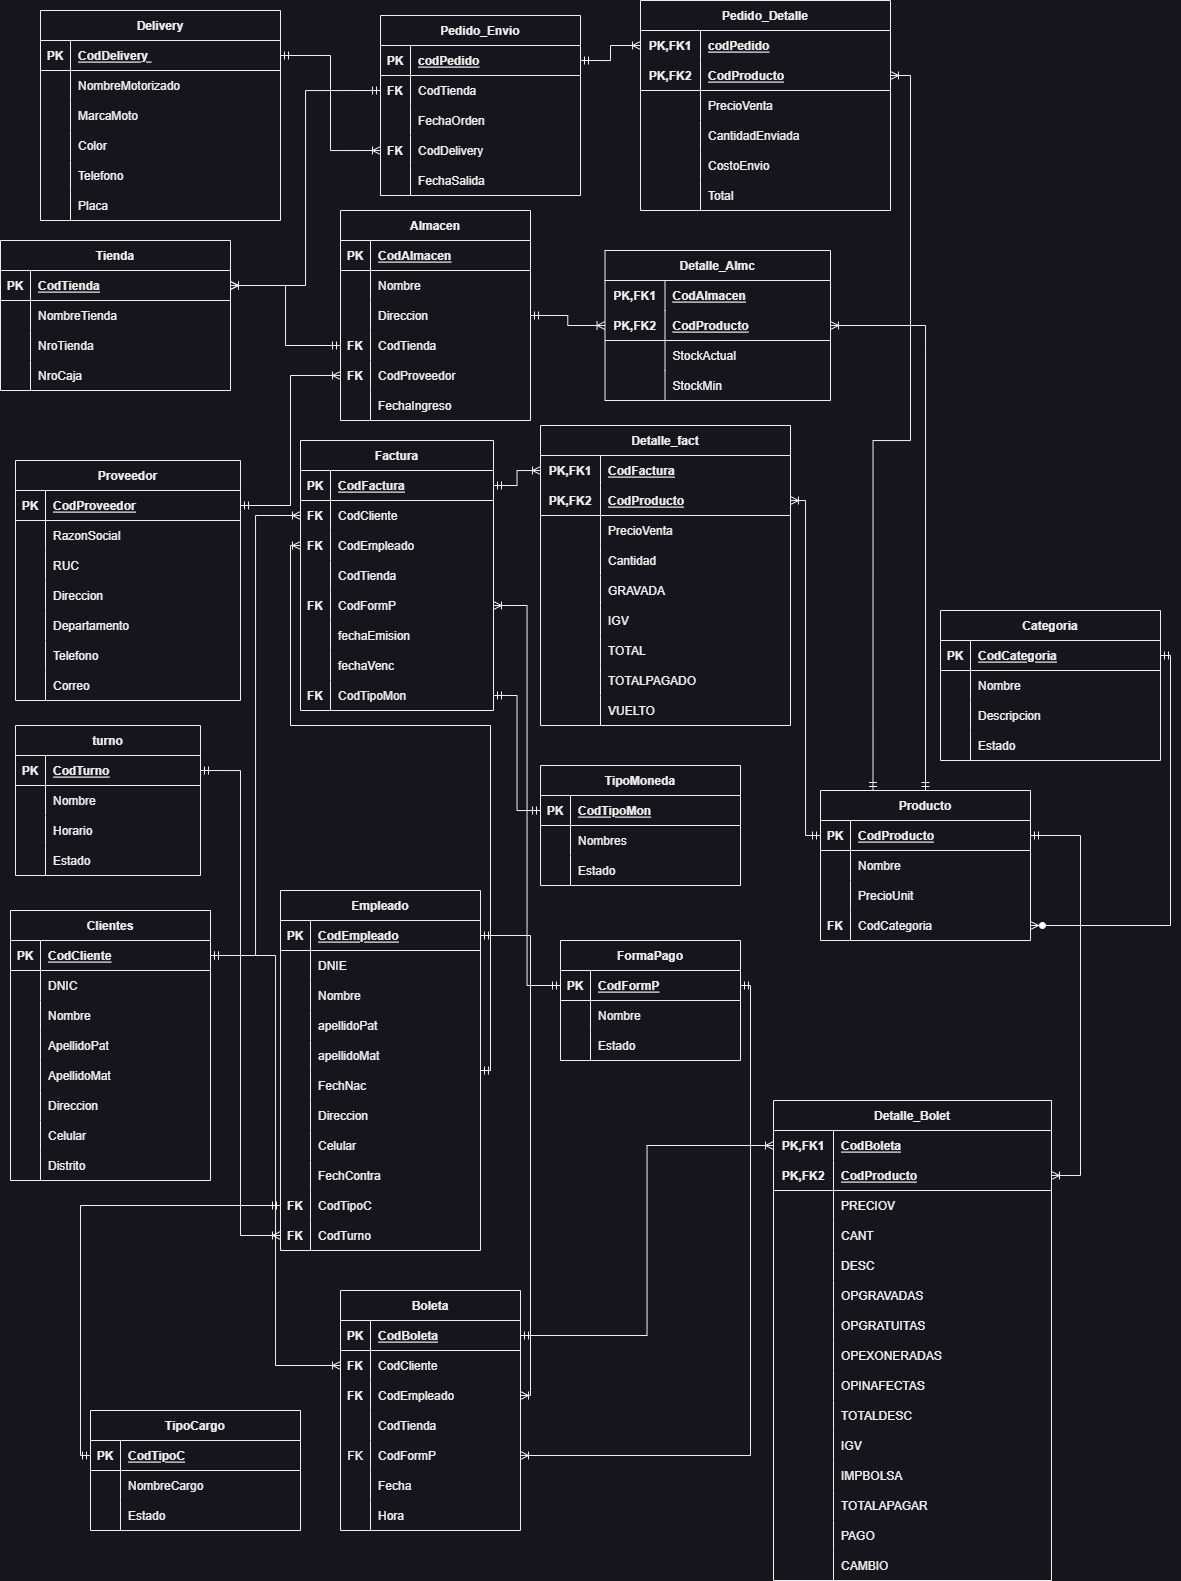 Delivery
PK CodDelivery
NombreMotorizado
MarcaMoto
Color
Telefono
Placa
Pedido_Envio
PK codPedido
FK CodTienda
FechaOrden
FK CodDelivery
FechaSalida
Pedido_Detalle
PK,FK1 codPedido
PK,FK2 CodProducto
PrecioVenta
CantidadEnviada
CostoEnvio
Total
Tienda
PK CodTienda
NombreTienda
NroTienda
NroCaja
Almacen
PK CodAlmacen
Nombre
Direccion
FK CodTienda
FK CodProveedor
FechaIngreso
Detalle_Almc
PK,FK1 CodAlmacen
PK,FK2 CodProducto
StockActual
StockMin
Proveedor
PK CodProveedor
RazonSocial
RUC
Direccion
Departamento
Telefono
Correo
Factura
PK CodFactura
FK CodCliente
FK CodEmpleado
CodTienda
FK CodFormP
fechaEmision
fechaVenc
FK CodTipoMon
Detalle_fact
PK,FK1 CodFactura
PK,FK2 CodProducto
PrecioVenta
Cantidad
GRAVADA
IGV
TOTAL
TOTALPAGADO
VUELTO
Categoria
PK CodCategoria
Nombre
Descripcion
Estado
turno
PK CodTurno
Nombre
Horario
Estado
TipoMoneda
PK CodTipoMon
Nombres
Estado
Producto
PK CodProducto
Nombre
PrecioUnit
FK CodCategoria
Clientes
PK CodCliente
DNIC
Nombre
ApellidoPat
ApellidoMat
Direccion
Celular
Distrito
Empleado
PK CodEmpleado
DNIE
Nombre
apellidoPat
apellidoMat
FechNac
Direccion
Celular
FechContra
FK CodTipoC
FK CodTurno
FormaPago
PK CodFormP
Nombre
Estado
Detalle_Bolet
PK,FK1 CodBoleta
PK,FK2 CodProducto
PRECIOV
CANT
DESC
OPGRAVADAS
OPGRATUITAS
OPEXONERADAS
OPINAFECTAS
TOTALDESC
IGV
IMPBOLSA
TOTALAPAGAR
PAGO
CAMBIO
Boleta
PK CodBoleta
FK CodCliente
FK CodEmpleado
CodTienda
FK CodFormP
Fecha
Hora
TipoCargo
PK CodTipoC
NombreCargo
Estado